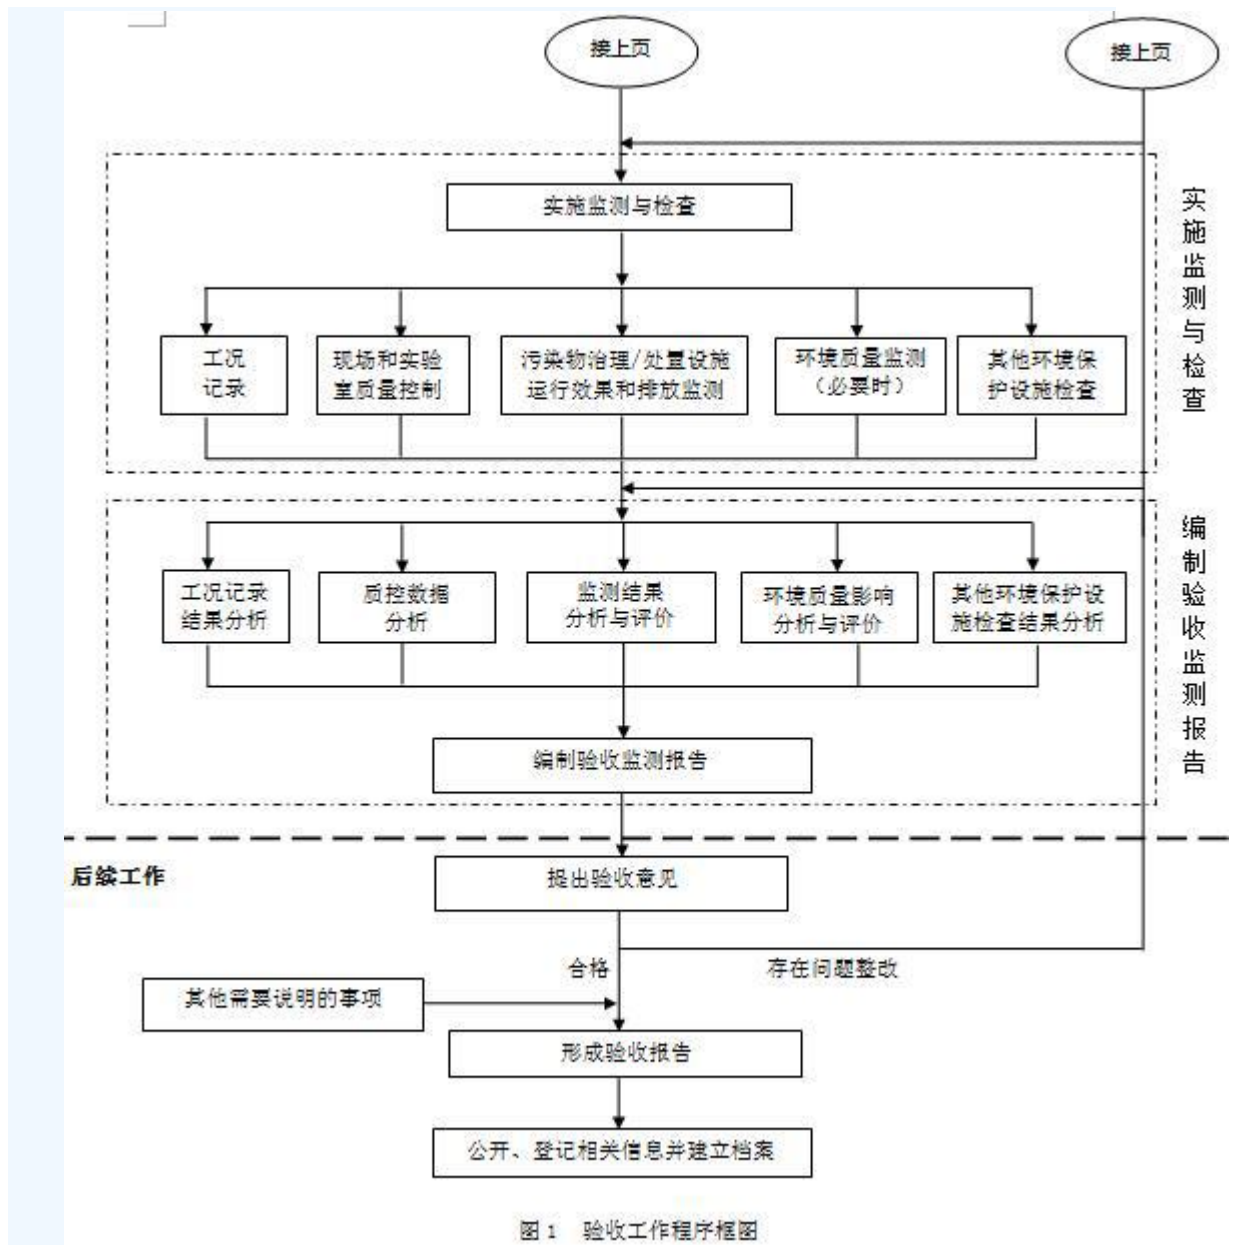 接上页
接上页
实施监测与检查
实施监测与检查
工况
记录
现场和实验
室质量控制
污染物治理/处置设施
运行效果和排放监测
环境质量监测
（必要时）
其他环境保
护设施检查
编制验收监测报告
工况记录
结果分析
质控数据
分析
监测结果
分析与评价
环境质量影响
分析与评价
其他环境保护设
施检查结果分析
编制验收监测报告
后续工作
提出验收意见
合格
存在问题整改
其他需要说明的事项
形成验收报告
公开、登记相关信息并建立档案
图 1 验收工作程序框图